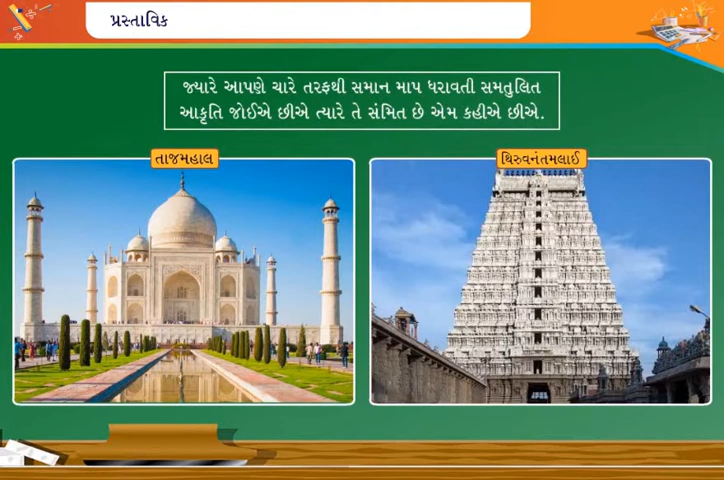 પ્રસ્તાવિક
જ્યારે આપણે ચારે તરફથી સમાન માપ ધરાવતી સમતુલિત
આકૃતિ જોઈએ છીએ ત્યારે તે સંમિત છે એમ કહીએ છીએ.
તાજમહાલ
થિરુવનંતમલાઈ